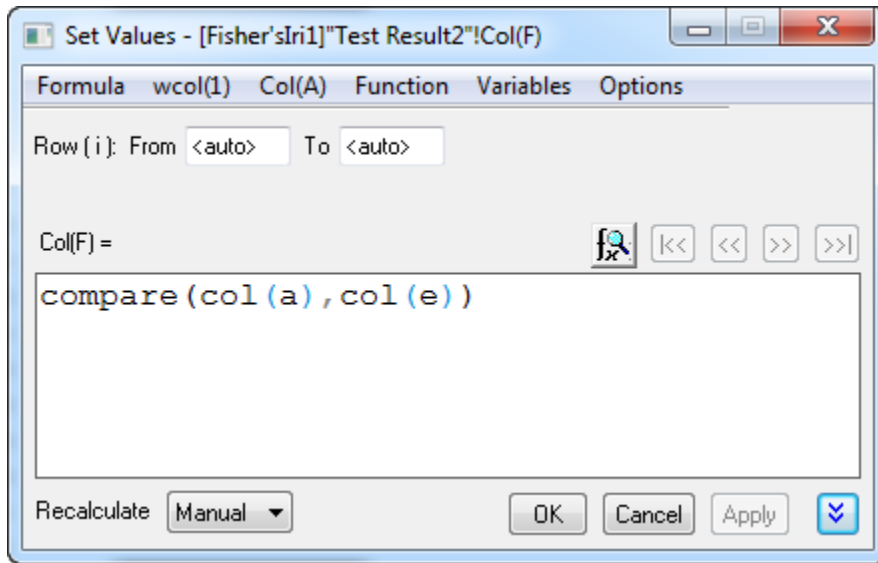 Set Values - [Fisher'sIri1]"Test Result2"!Col(F)
Formula wcol(1) Col(A) Function Variables Options
Row ( i ): From <auto> To <auto>
Col(F) =
|<< << >> >>|
compare(col(a),col(e))
Recalculate Manual OK Cancel Apply